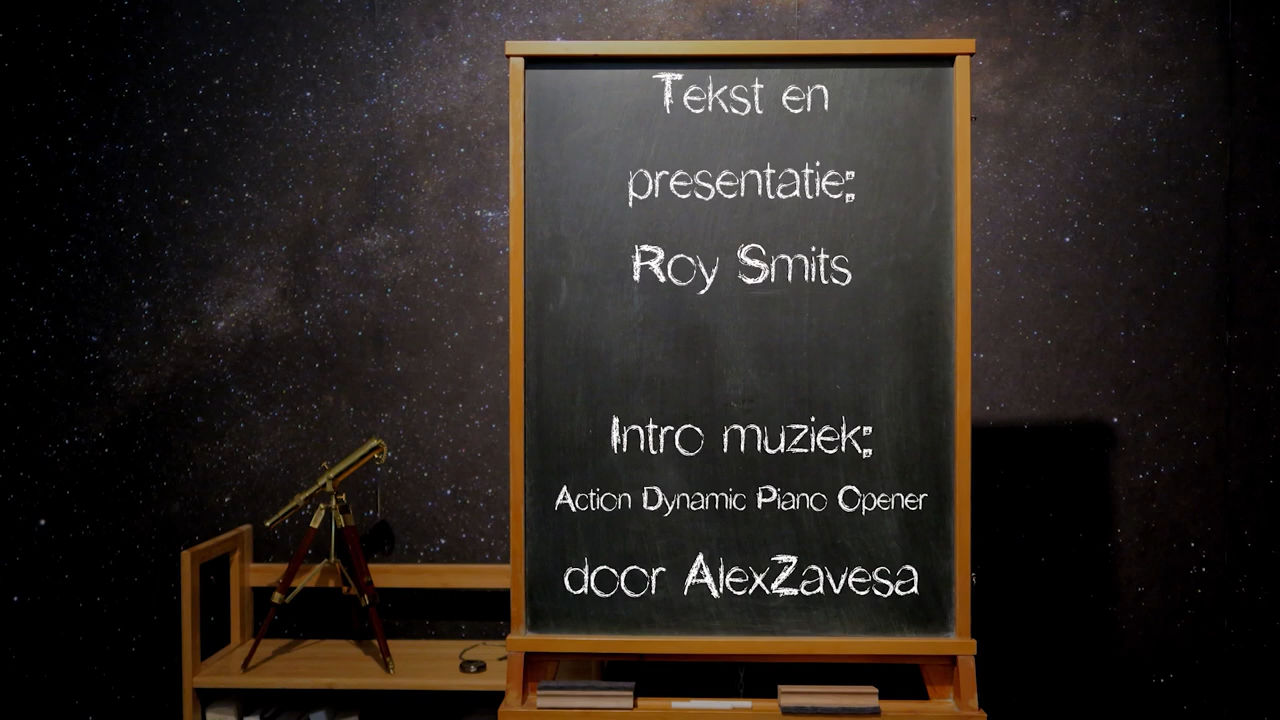 Tekst en
presentatie:
Roy Smits
Intro muziek:
Action Dynamic Piano Opener
door AlexZavesa